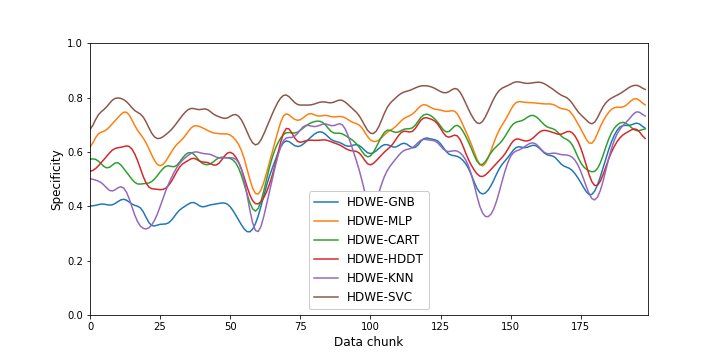 1.0
0.8
0.6
0.4
0.2
0.0
Specificity
HDWE-GNB
HDWE-MLP
HDWE-CART
HDWE-HDDT
HDWE-KNN
HDWE-SVC
0 25 50 75 100 125 150 175
Data chunk